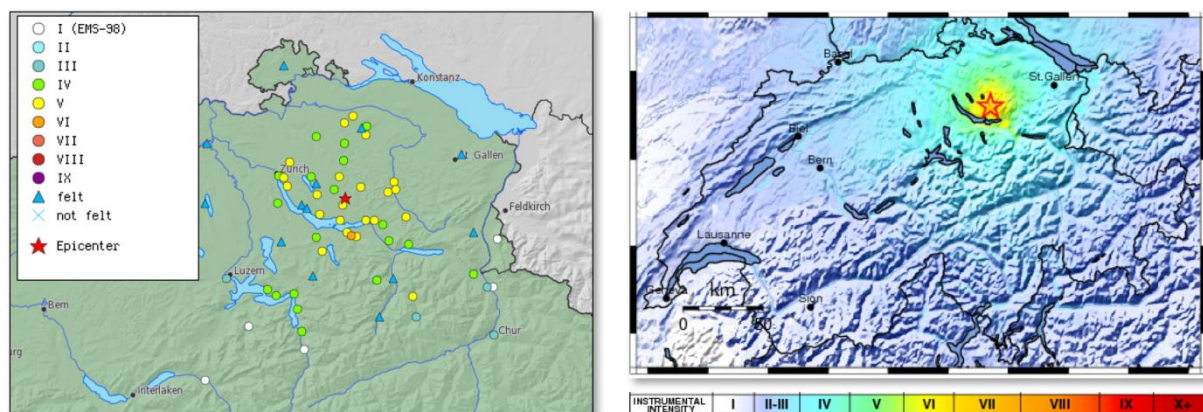 I (EMS-98)
II
III
IV
V
VI
VII
VIII
IX
felt
not felt
Epicenter
Konstanz
St. Gallen
Zürich
Feldkirch
Luzern
Bern
Chur
Interlaken
Basel
St.Gallen
Biel
Bern
Lausanne
Geneva
Sion
km
0
50
INSTRUMENTAL INTENSITY
I
II-III
IV
V
VI
VII
VIII
IX
X+